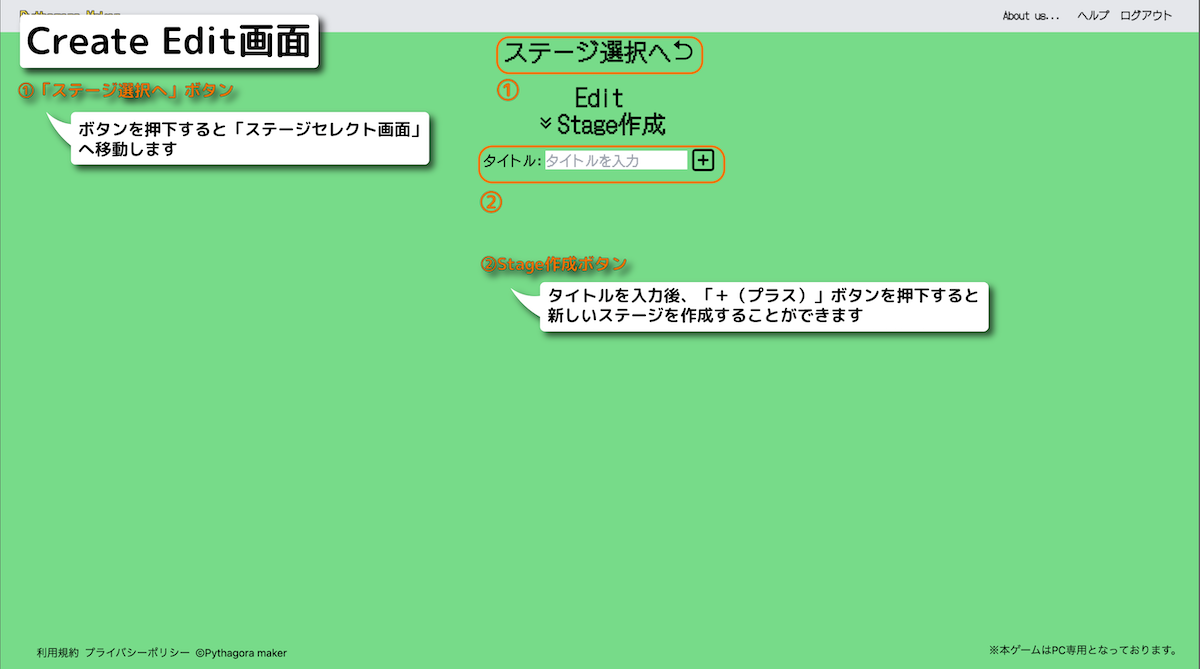 About us... ヘルプ ログアウト
Create Edit画面
ステージ選択へ
①「ステージ選択へ」ボタン
①
ボタンを押下すると「ステージセレクト画面」
へ移動します
Edit
Stage作成
タイトル: タイトルを入力 +
②
②Stage作成ボタン
タイトルを入力後、「＋（プラス）」ボタンを押下すると
新しいステージを作成することができます
利用規約 プライバシーポリシー ©Pythagora maker
※本ゲームはPC専用となっております。